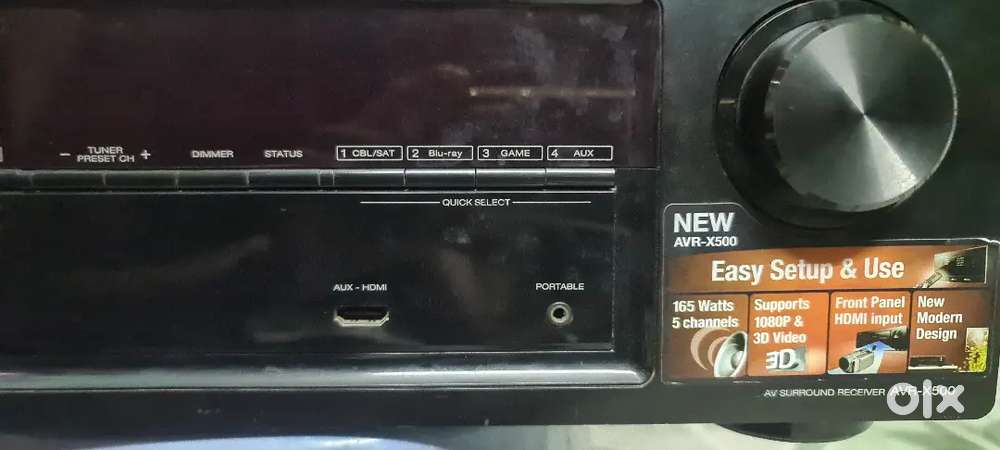 − TUNER +
PRESET CH
DIMMER
STATUS
1 CBL/SAT
2 Blu-ray
3 GAME
4 AUX
QUICK SELECT
AUX - HDMI
PORTABLE
NEW
AVR-X500
Easy Setup & Use
165 Watts
5 channels
Supports
1080P &
3D Video
3D
Front Panel
HDMI input
New
Modern
Design
AV SURROUND RECEIVER AVR-X500
olx